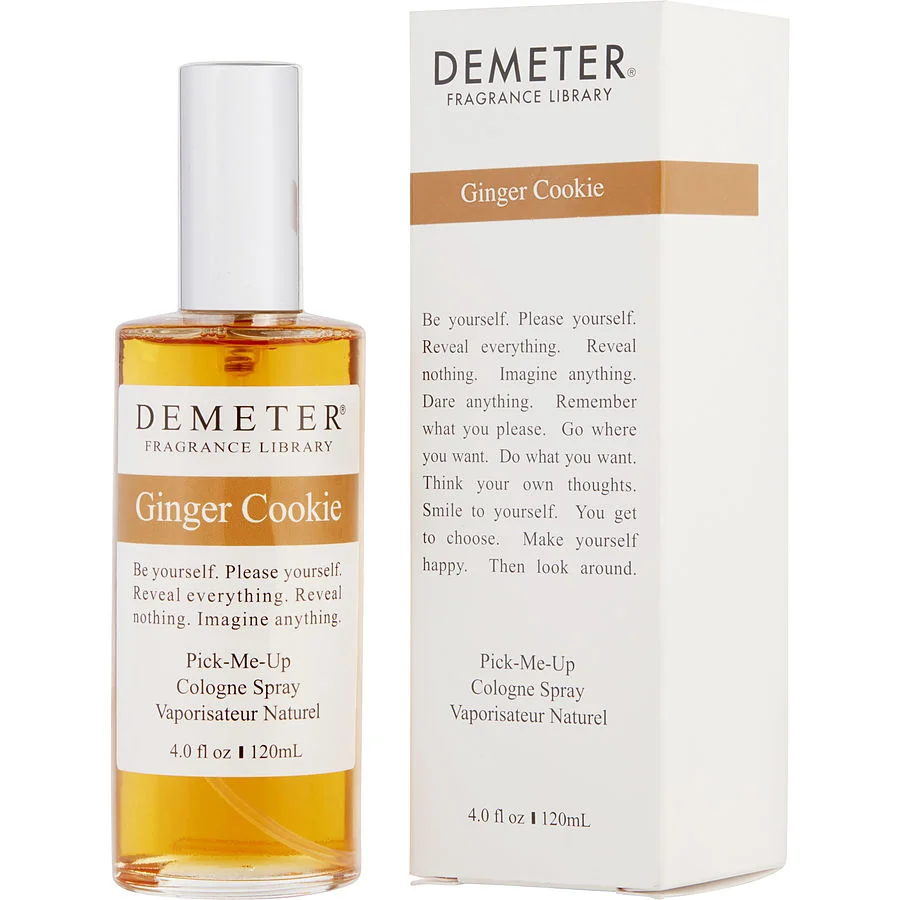 DEMETER®
FRAGRANCE LIBRARY
Ginger Cookie
Be yourself. Please yourself.
Reveal everything. Reveal
nothing. Imagine anything.
Pick-Me-Up
Cologne Spray
Vaporisateur Naturel
4.0 fl oz ❚ 120mL
DEMETER®
FRAGRANCE LIBRARY
Ginger Cookie
Be yourself. Please yourself.
Reveal everything. Reveal
nothing. Imagine anything.
Dare anything. Remember
what you please. Go where
you want. Do what you want.
Think your own thoughts.
Smile to yourself. You get
to choose. Make yourself
happy. Then look around.
Pick-Me-Up
Cologne Spray
Vaporisateur Naturel
4.0 fl oz ❚ 120mL